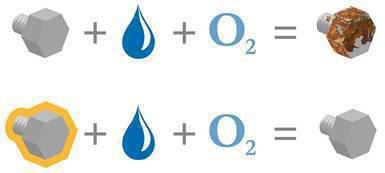 + + O₂ =
+ + O₂ =